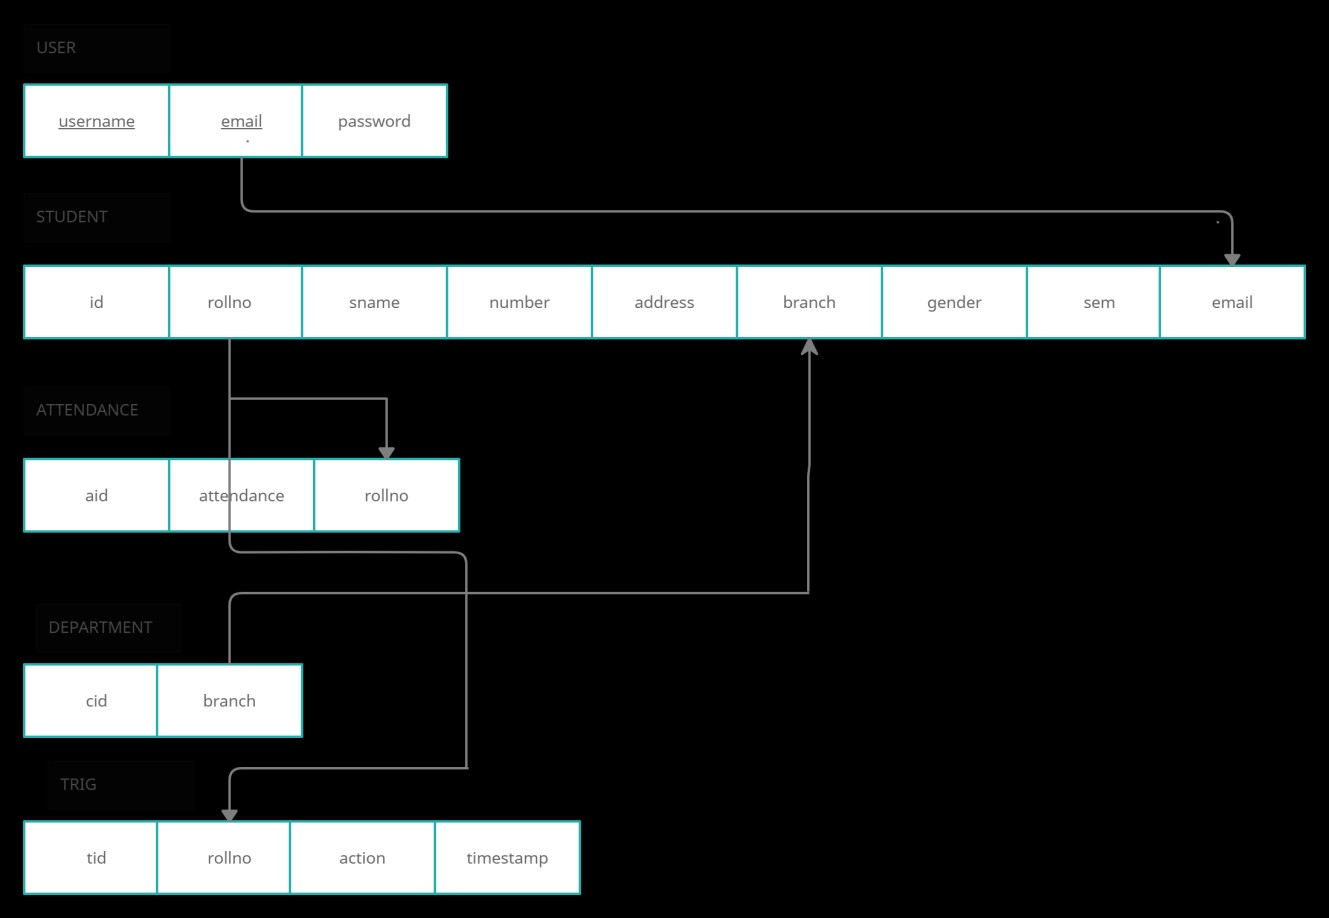 USER
username email password
STUDENT
id rollno sname number address branch gender sem email
ATTENDANCE
aid attendance rollno
DEPARTMENT
cid branch
TRIG
tid rollno action timestamp